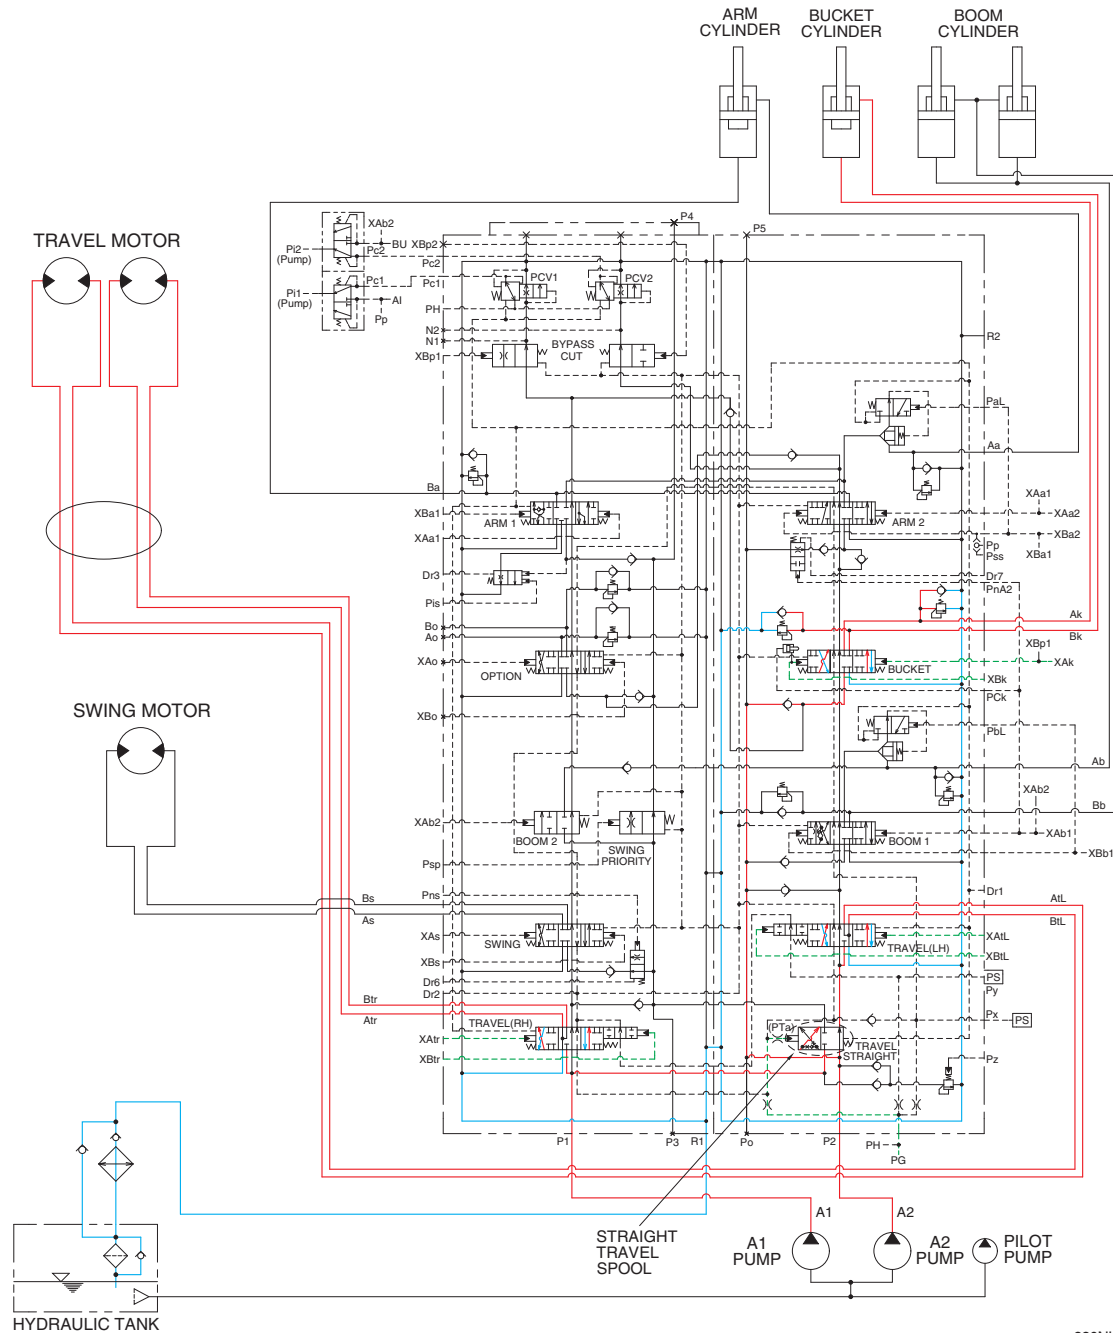 ARM
CYLINDER
BUCKET
CYLINDER
BOOM
CYLINDER
TRAVEL MOTOR
SWING MOTOR
XAb2
BU
Pi2
(Pump)
Pc2
Pc1
Pi1
(Pump)
AI
Pp
P4
P5
XBp2
Pc2
Pc1
PH
N2
N1
XBp1
PCV1
PCV2
BYPASS
CUT
R2
PaL
Aa
Ba
XBa1
ARM 1
XAa1
ARM 2
XAa1
XAa2
XBa2
XBa1
Pp
Pss
Dr3
Pis
Dr7
PnA2
Bo
Ao
Ak
Bk
XAo
OPTION
XBo
BUCKET
XBp1
XAk
XBk
PCk
PbL
Ab
XAb2
Bb
XAb2
BOOM 2
SWING
PRIORITY
Psp
BOOM 1
XAb1
XBb1
Pns
Bs
As
Dr1
AtL
BtL
XAs
SWING
XBs
TRAVEL(LH)
XAtL
XBtL
Dr6
Dr2
PS
Py
Btr
Atr
TRAVEL(RH)
XAtr
XBtr
(PTa)
TRAVEL
STRAIGHT
Px
PS
Pz
P1
P3
R1
Po
P2
PH
PG
STRAIGHT
TRAVEL
SPOOL
A1
A2
A1
PUMP
A2
PUMP
PILOT
PUMP
HYDRAULIC TANK